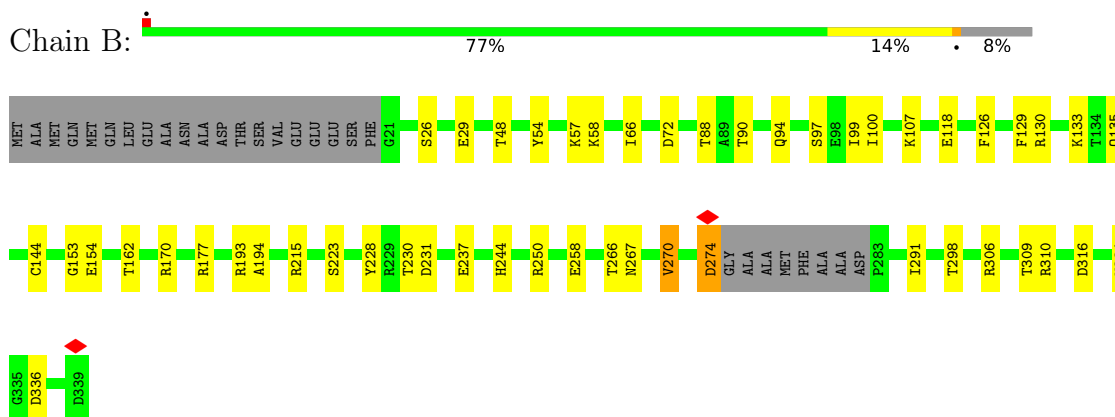 Chain B:
77% 14% • 8%
MET ALA MET GLN GLN MET LEU GLU ALA ASN ALA ASP THR SER VAL GLU GLU GLU SER PHE G21 S26 E29 T48 Y54 K57 K58 I66 D72 T88 A89 T90 Q94 S97 E98 I99 I100 K107 E118 F126 F129 R130 K133 T134
C144 G153 E154 T162 R170 R177 R193 A194 R215 S223 Y228 R229 T230 D231 E237 H244 R250 E258 T266 N267 V270 D274 GLY ALA ALA MET PHE ALA ALA ASP P283 I291 T298 R306 T309 R310 D316
G335 D336 D339